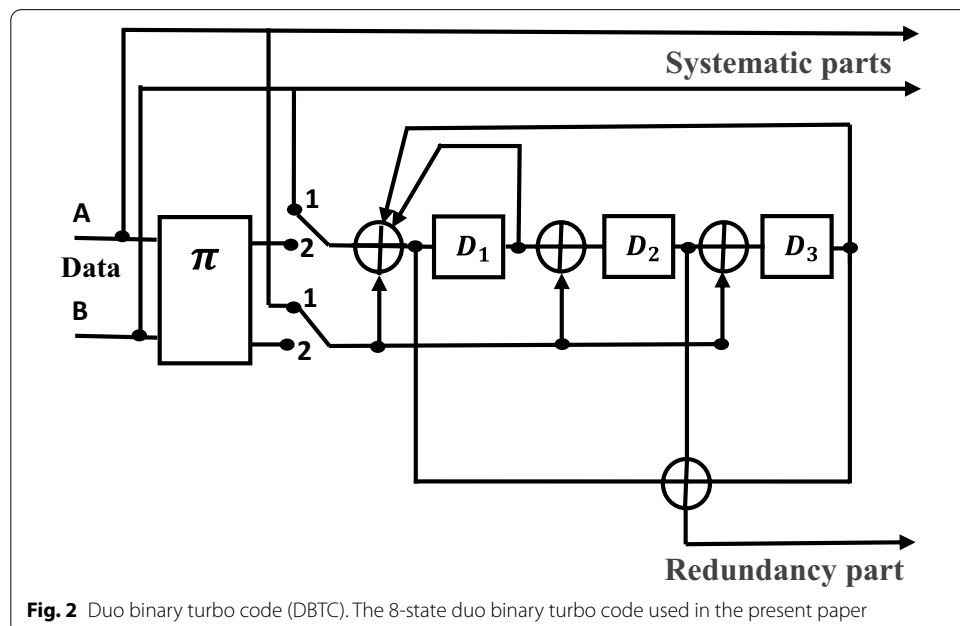 Systematic parts
A
1
2
π
D₁
D₂
D₃
Data
B
1
2
Redundancy part
Fig. 2 Duo binary turbo code (DBTC). The 8-state duo binary turbo code used in the present paper